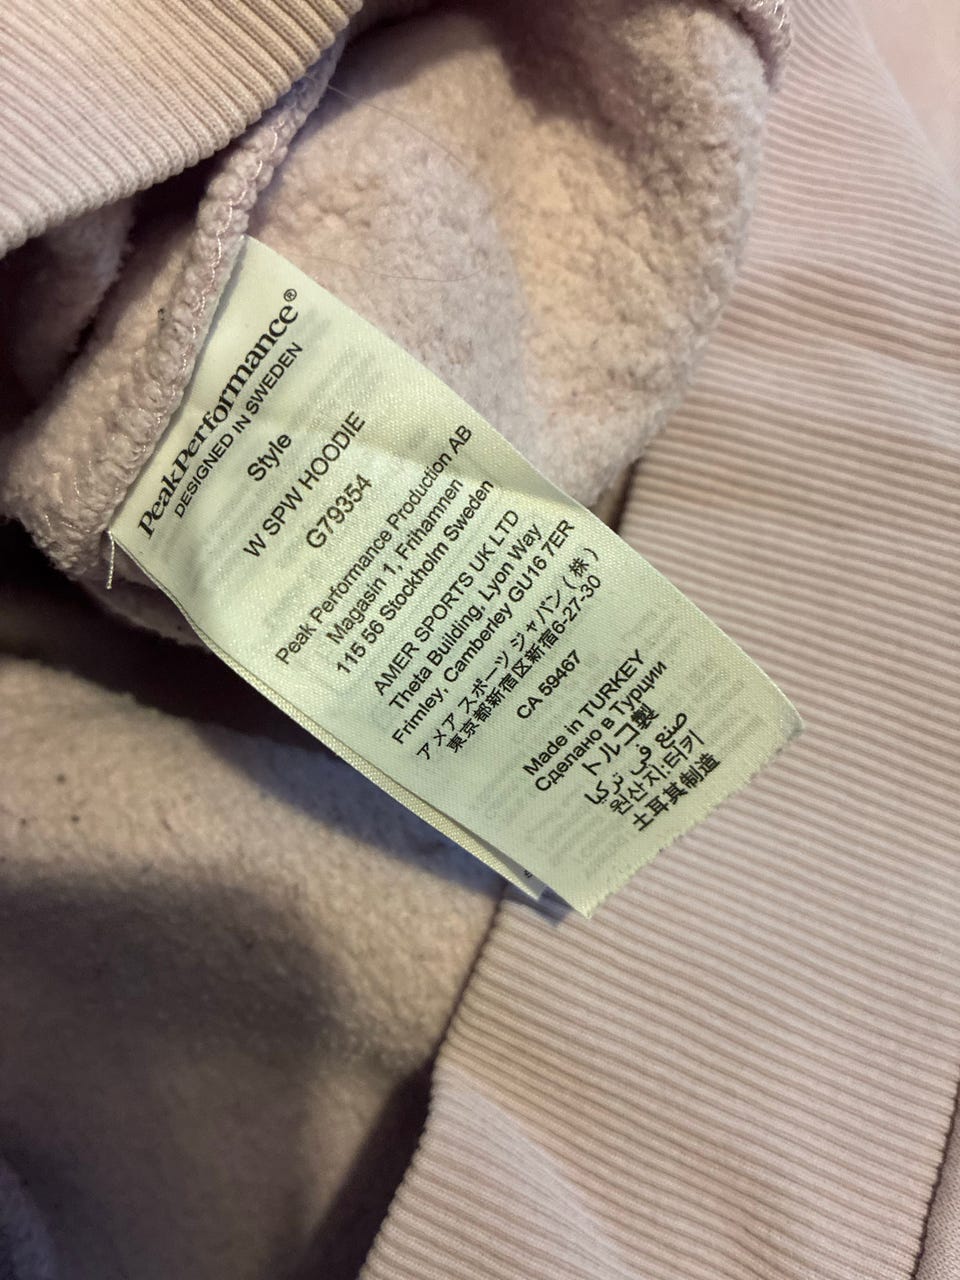 PeakPerformance®
DESIGNED IN SWEDEN
Style
W SPW HOODIE
G79354
Peak Performance Production AB
Magasin 1, Frihamnen
115 56 Stockholm Sweden
AMER SPORTS UK LTD
Theta Building, Lyon Way
Frimley, Camberley GU16 7ER
アメア スポーツ ジャパン(株)
東京都新宿区新宿6-27-30
CA 59467
Made in TURKEY
Сделано в Турции
トルコ製
صنع في تركيا
원산지:터키
土耳其制造